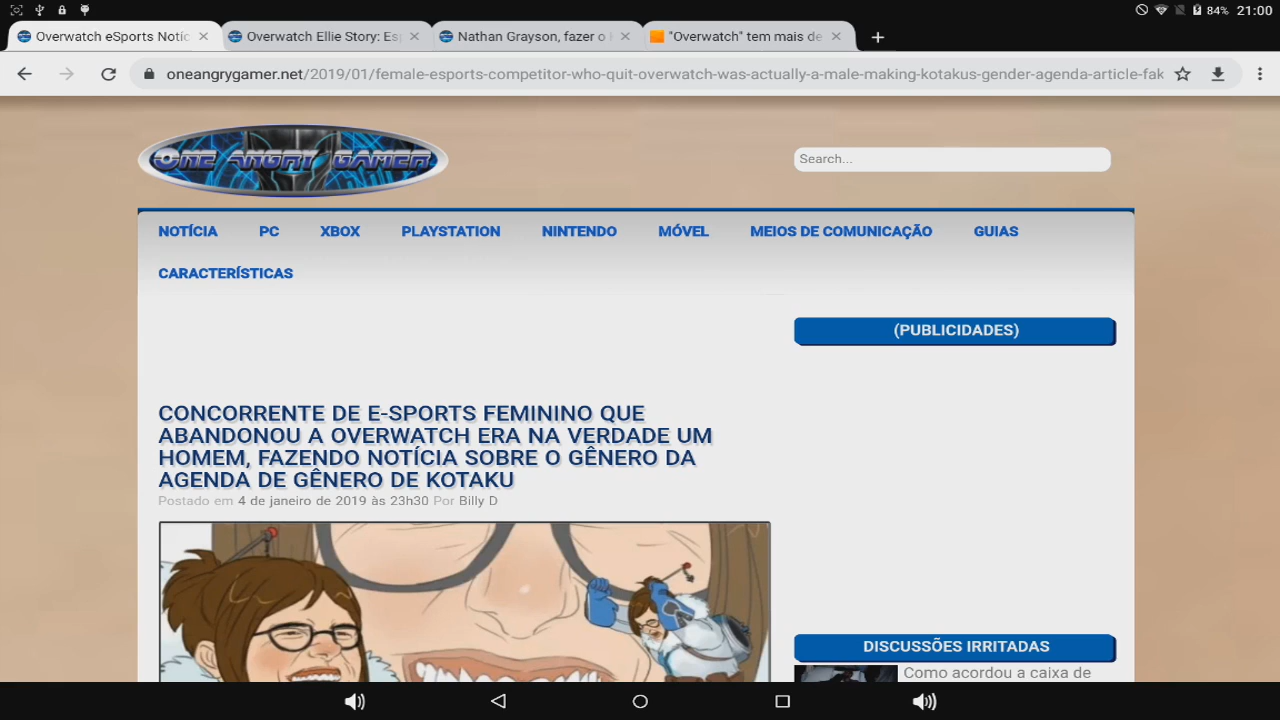 84% 21:00
Overwatch eSports Notíc
Overwatch Ellie Story: Es
Nathan Grayson, fazer o
"Overwatch" tem mais de
oneangrygamer.net/2019/01/female-esports-competitor-who-quit-overwatch-was-actually-a-male-making-kotakus-gender-agenda-article-fak
ONE ANGRY GAMER
Search...
NOTÍCIA PC XBOX PLAYSTATION NINTENDO MÓVEL MEIOS DE COMUNICAÇÃO GUIAS
CARACTERÍSTICAS
(PUBLICIDADES)
CONCORRENTE DE E-SPORTS FEMININO QUE
ABANDONOU A OVERWATCH ERA NA VERDADE UM
HOMEM, FAZENDO NOTÍCIA SOBRE O GÊNERO DA
AGENDA DE GÊNERO DE KOTAKU
Postado em 4 de janeiro de 2019 às 23h30 Por Billy D
DISCUSSÕES IRRITADAS
Como acordou a caixa de